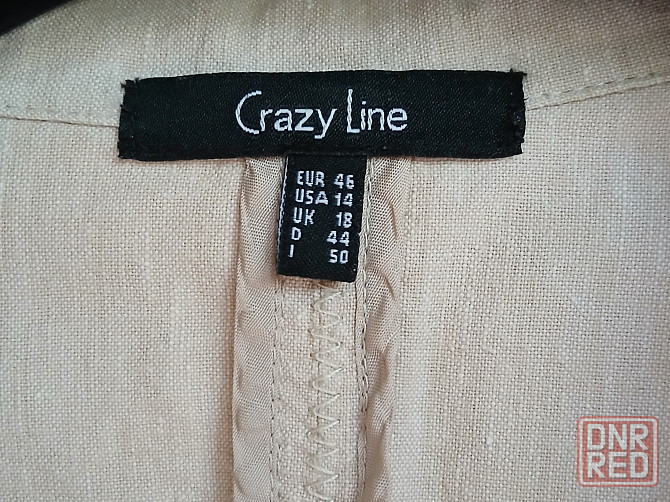 Crazy Line
EUR 46
USA 14
UK 18
D 44
I 50
DNR
RED